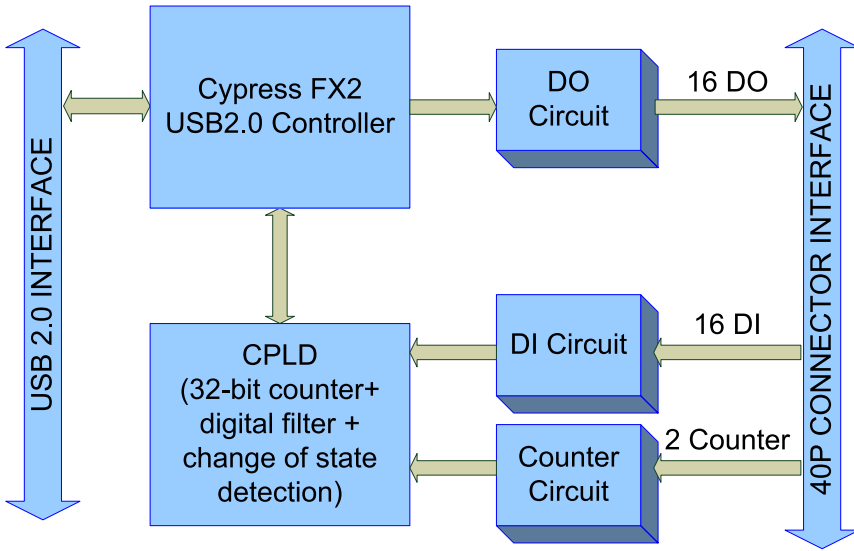 USB 2.0 INTERFACE
Cypress FX2
USB2.0 Controller
DO
Circuit
16 DO
CPLD
(32-bit counter+
digital filter +
change of state
detection)
DI Circuit
16 DI
Counter
Circuit
2 Counter
40P CONNECTOR INTERFACE